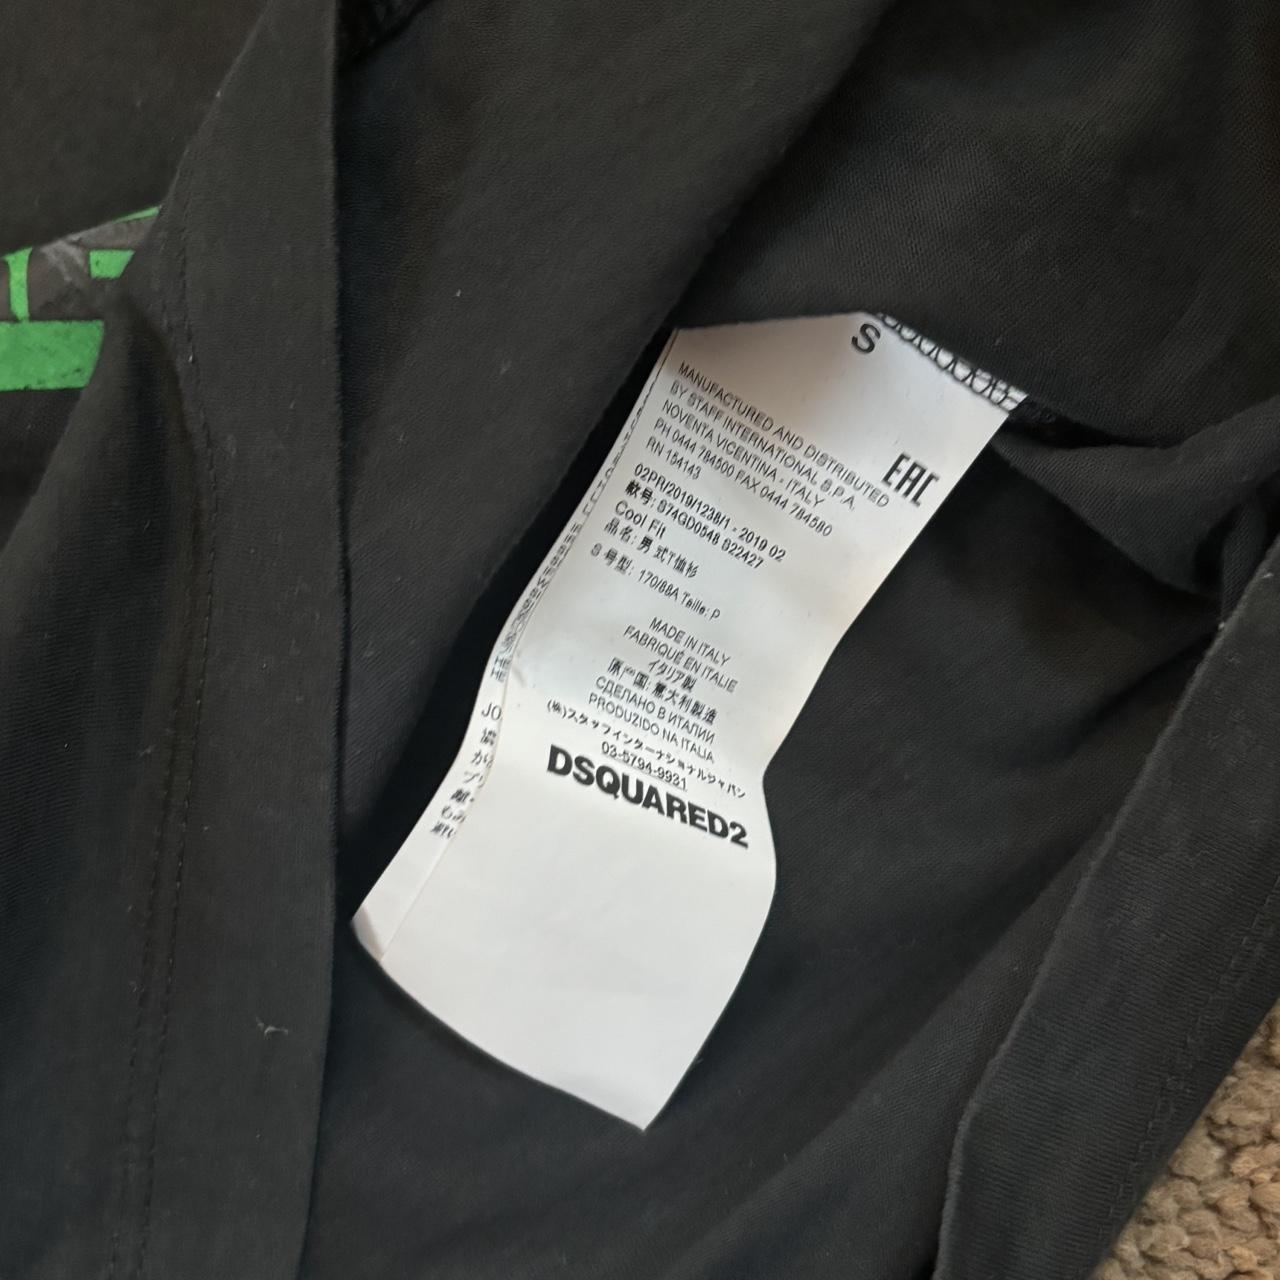 S
MANUFACTURED AND DISTRIBUTED
BY STAFF INTERNATIONAL S.P.A.
NOVENTA VICENTINA - ITALY
PH 0444 784500 FAX 0444 784580
RN 154143
EAC
02PR/2019/1238/1 - 2019 02
款号: S74GD0548 S22427
Cool Fit
品名: 男式T恤衫
S 号型: 170/88A Taille: P
MADE IN ITALY
FABRIQUÉ EN ITALIE
イタリア製
原产国: 意大利製造
СДЕЛАНО В ИТАЛИИ
PRODUZIDO NA ITALIA
(株)スタッフインターナショナルジャパン
03-5794-9931
DSQUARED2
JO